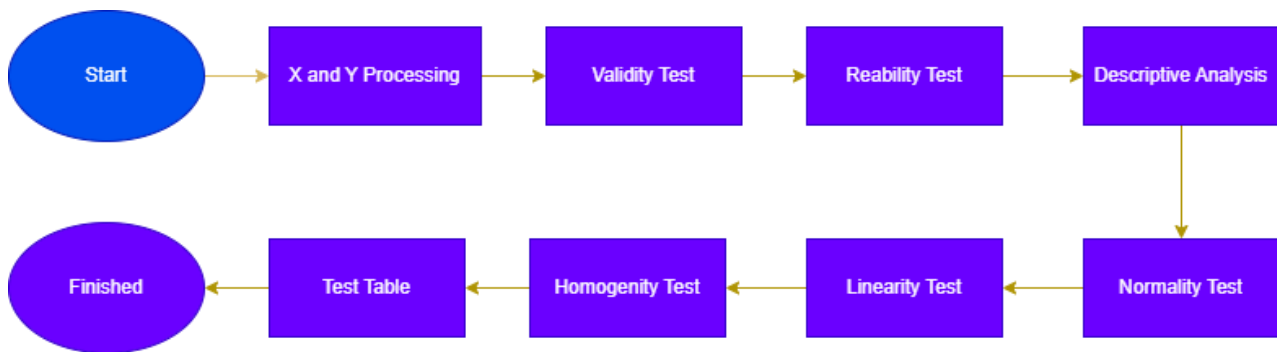 Start
X and Y Processing
Validity Test
Reability Test
Descriptive Analysis
Normality Test
Linearity Test
Homogenity Test
Test Table
Finished